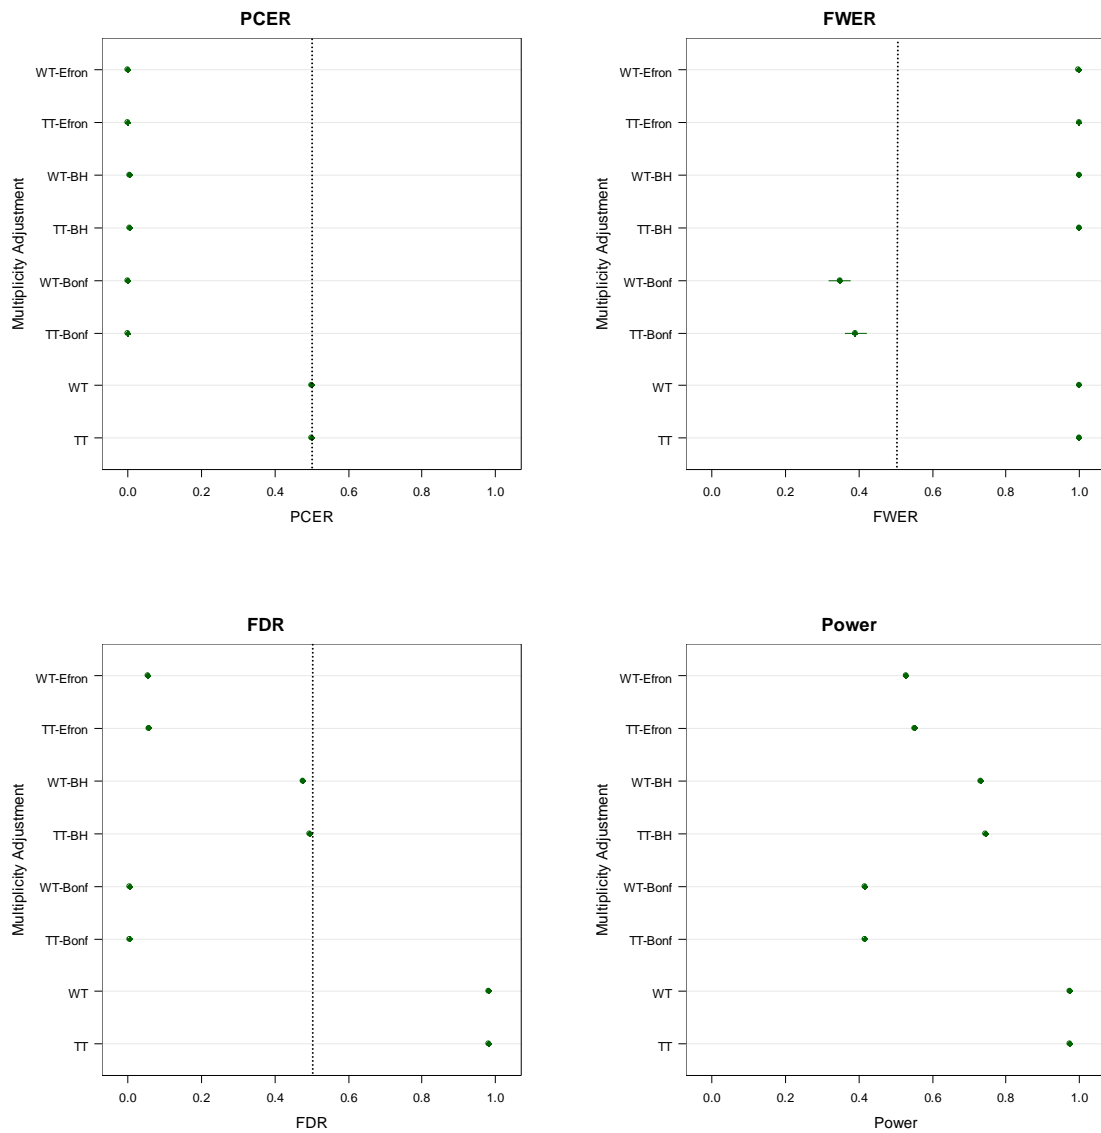 PCER
Multiplicity Adjustment
WT-Efron
TT-Efron
WT-BH
TT-BH
WT-Bonf
TT-Bonf
WT
TT
0.0 0.2 0.4 0.6 0.8 1.0
PCER
FWER
Multiplicity Adjustment
WT-Efron
TT-Efron
WT-BH
TT-BH
WT-Bonf
TT-Bonf
WT
TT
0.0 0.2 0.4 0.6 0.8 1.0
FWER
FDR
Multiplicity Adjustment
WT-Efron
TT-Efron
WT-BH
TT-BH
WT-Bonf
TT-Bonf
WT
TT
0.0 0.2 0.4 0.6 0.8 1.0
FDR
Power
Multiplicity Adjustment
WT-Efron
TT-Efron
WT-BH
TT-BH
WT-Bonf
TT-Bonf
WT
TT
0.0 0.2 0.4 0.6 0.8 1.0
Power